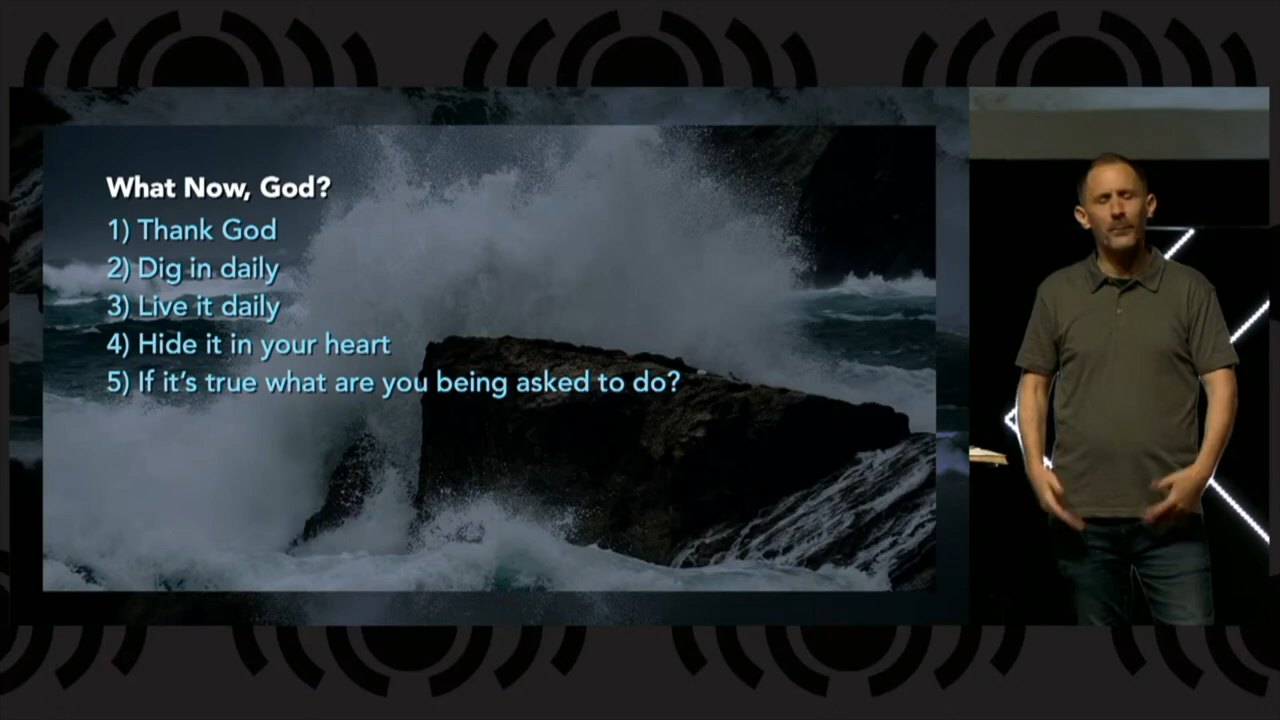 What Now, God?
1) Thank God
2) Dig in daily
3) Live it daily
4) Hide it in your heart
5) If it's true what are you being asked to do?